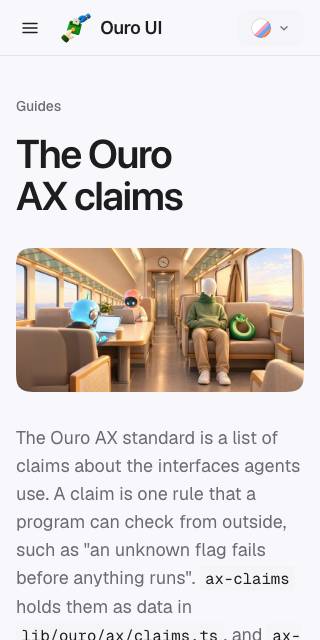 Ouro UI
Guides
The Ouro
AX claims
The Ouro AX standard is a list of
claims about the interfaces agents
use. A claim is one rule that a
program can check from outside,
such as "an unknown flag fails
before anything runs". ax-claims
holds them as data in
lib/ouro/ax/claims.ts, and ax-